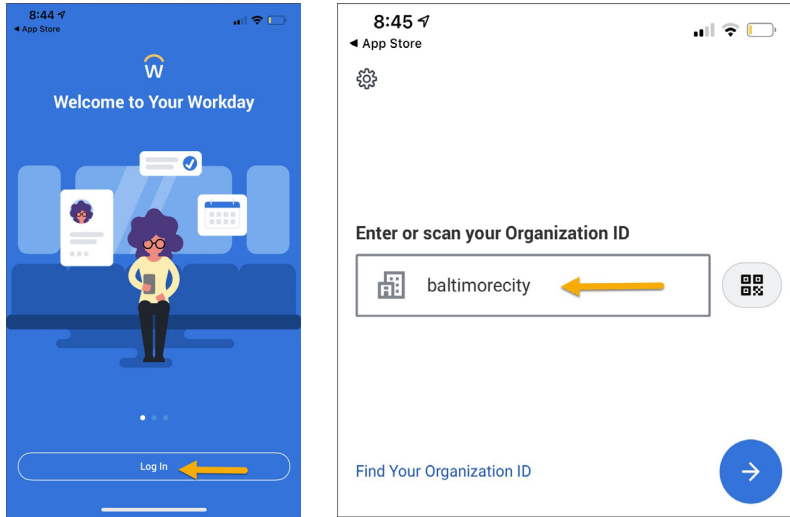 8:44
◀ App Store
W
Welcome to Your Workday
Log In
8:45
◀ App Store
Enter or scan your Organization ID
baltimorecity
Find Your Organization ID